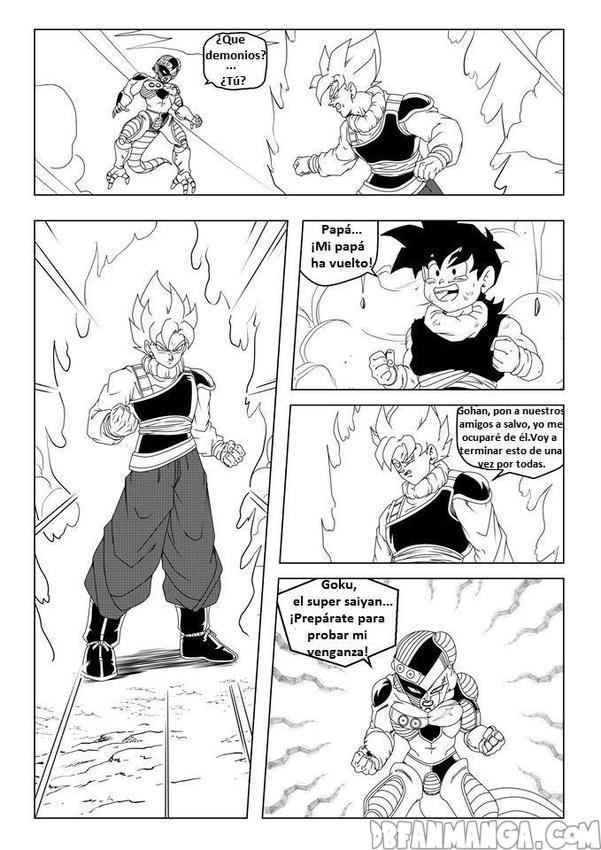 ¿Que
demonios?
...
¿Tú?
Papá...
¡Mi papá
ha vuelto!
Gohan, pon a nuestros
amigos a salvo, yo me
ocuparé de él.Voy a
terminar esto de una
vez por todas.
Goku,
el super saiyan...
¡Prepárate para
probar mi
venganza!
DBFANMANGA.COM